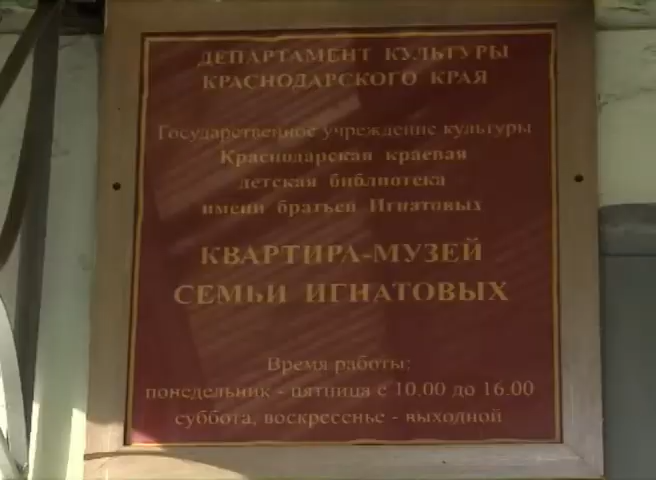 ДЕПАРТАМЕНТ КУЛЬТУРЫ
КРАСНОДАРСКОГО КРАЯ
Государственное учреждение культуры
Краснодарская краевая
детская библиотека
имени братьев Игнатовых
КВАРТИРА-МУЗЕЙ
СЕМЬИ ИГНАТОВЫХ
Время работы:
понедельник - пятница с 10.00 до 16.00
суббота, воскресенье - выходной